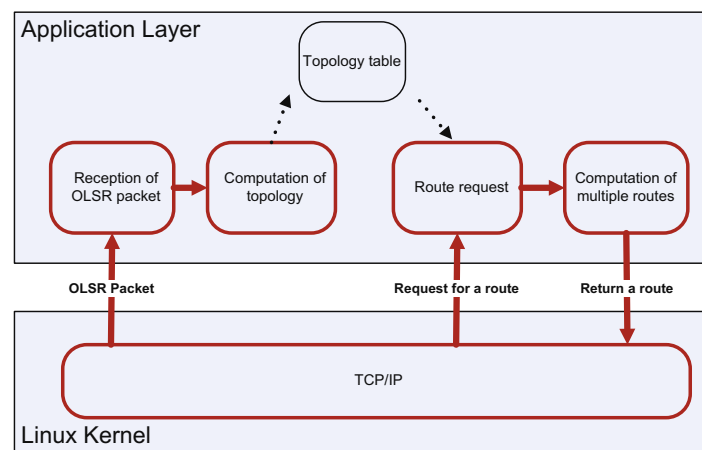 Application Layer
Topology table
Reception of
OLSR packet
Computation of
topology
Route request
Computation of
multiple routes
OLSR Packet
Request for a route
Return a route
TCP/IP
Linux Kernel